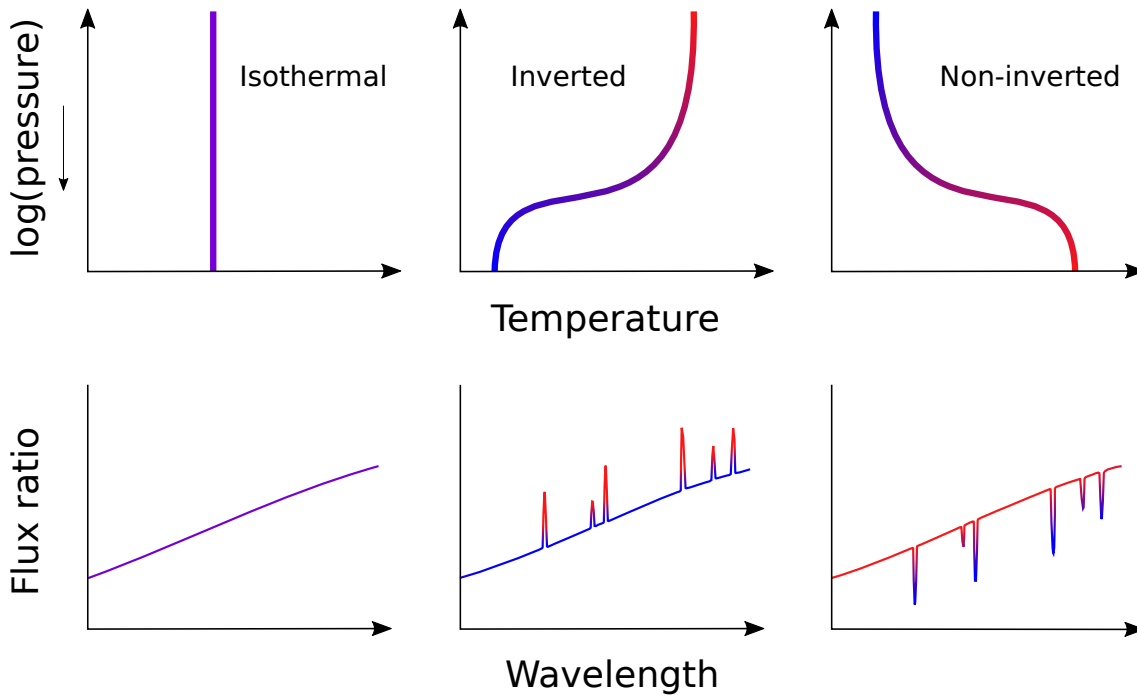 log(pressure)
Isothermal
Inverted
Non-inverted
Temperature
Flux ratio
Wavelength